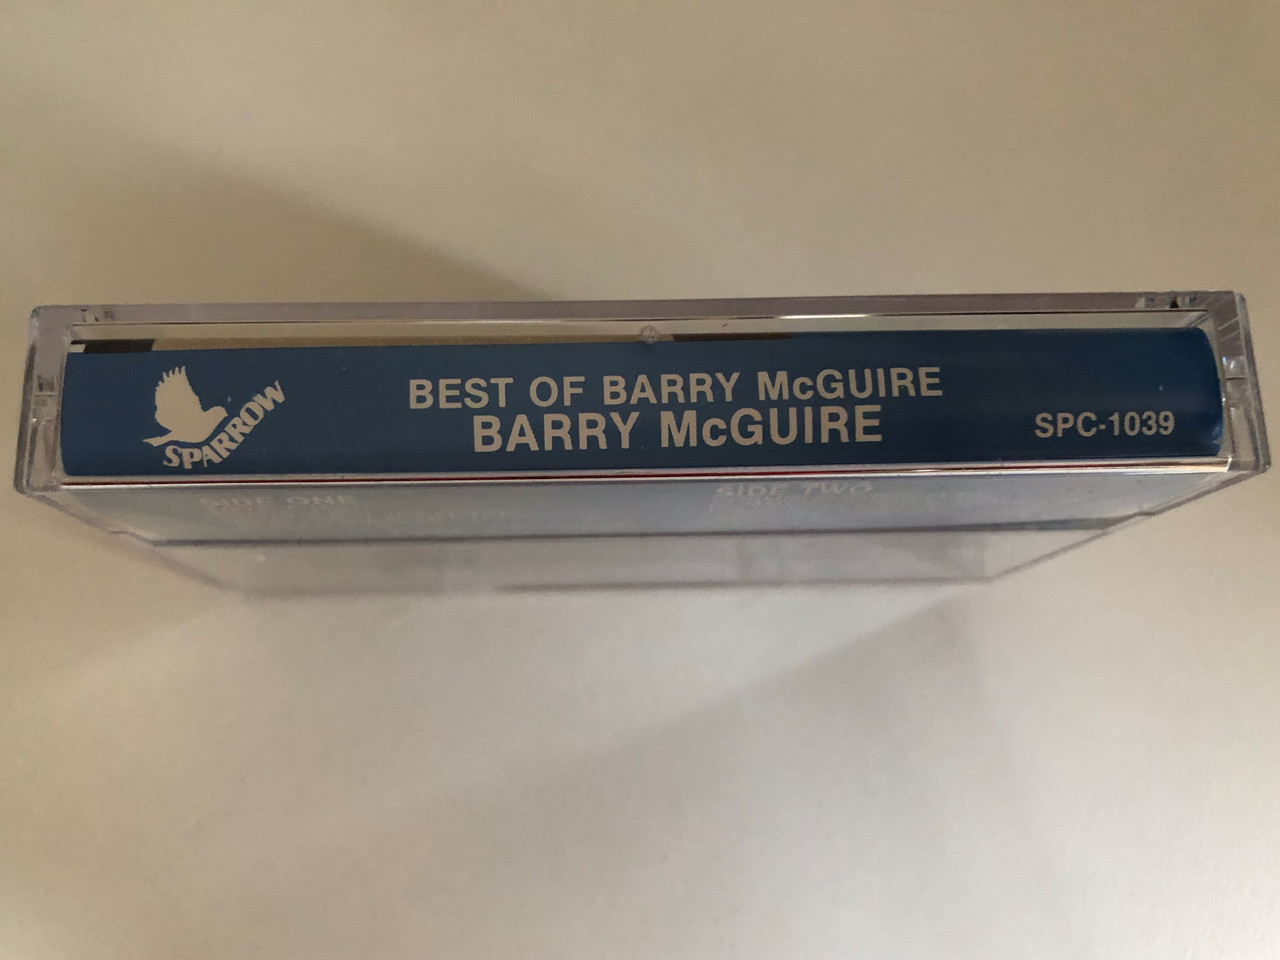 SPARROW
BEST OF BARRY McGUIRE
BARRY McGUIRE
SPC-1039
SIDE ONE
SIDE TWO